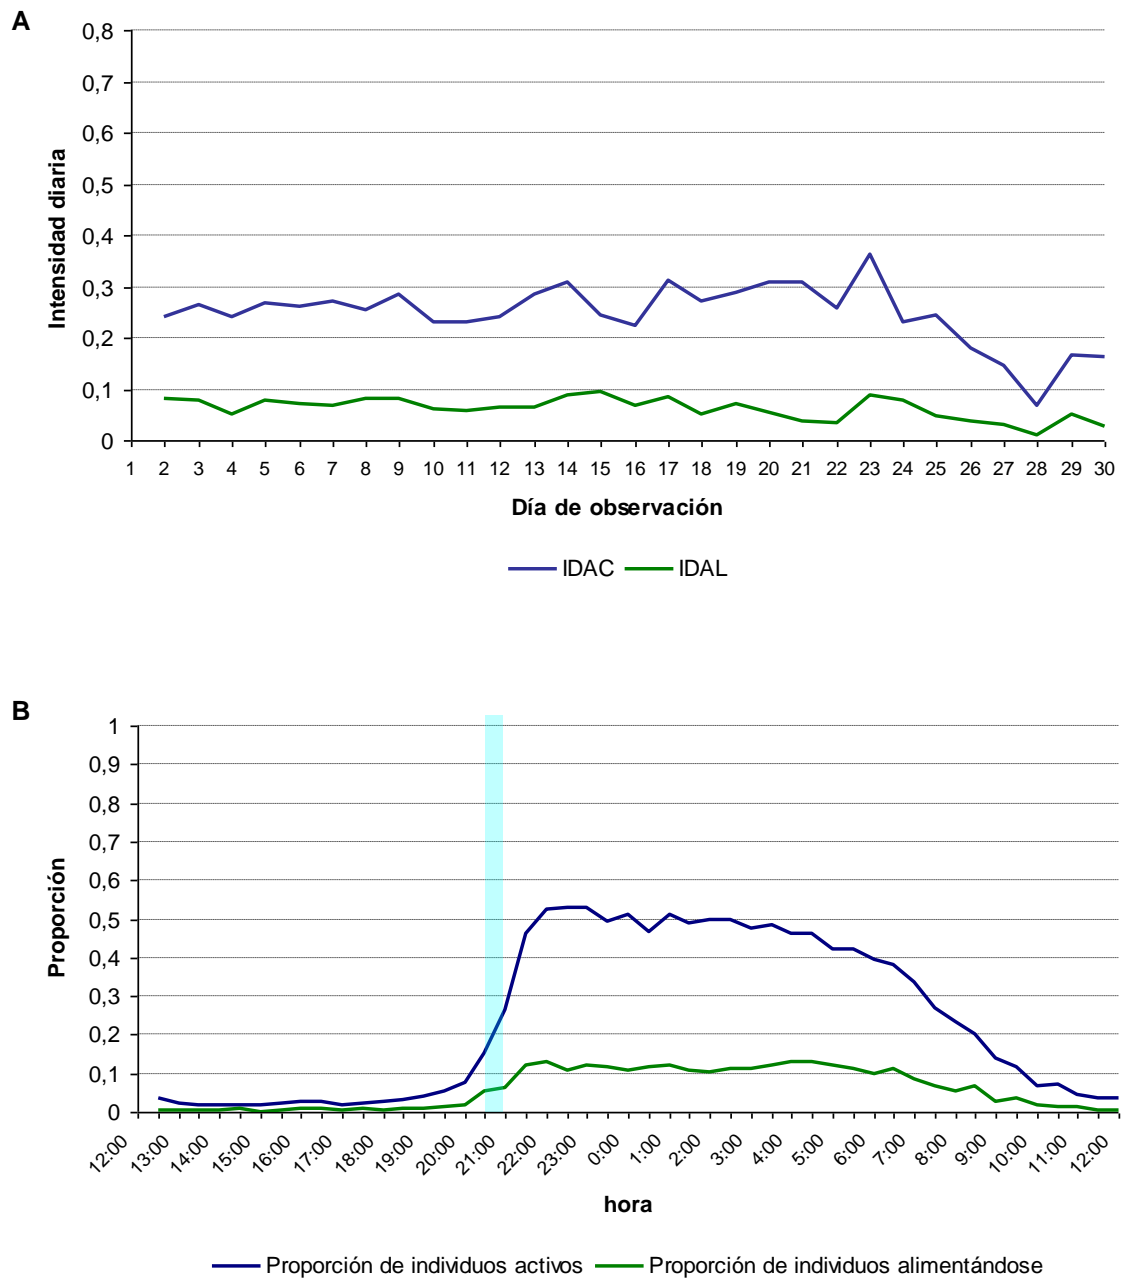 A
0,8
0,7
0,6
0,5
0,4
0,3
0,2
0,1
0
Intensidad diaria
1 2 3 4 5 6 7 8 9 10 11 12 13 14 15 16 17 18 19 20 21 22 23 24 25 26 27 28 29 30
Día de observación
IDAC IDAL
B
1
0,9
0,8
0,7
0,6
0,5
0,4
0,3
0,2
0,1
0
Proporción
12:00 13:00 14:00 15:00 16:00 17:00 18:00 19:00 20:00 21:00 22:00 23:00 0:00 1:00 2:00 3:00 4:00 5:00 6:00 7:00 8:00 9:00 10:00 11:00 12:00
hora
Proporción de individuos activos Proporción de individuos alimentándose